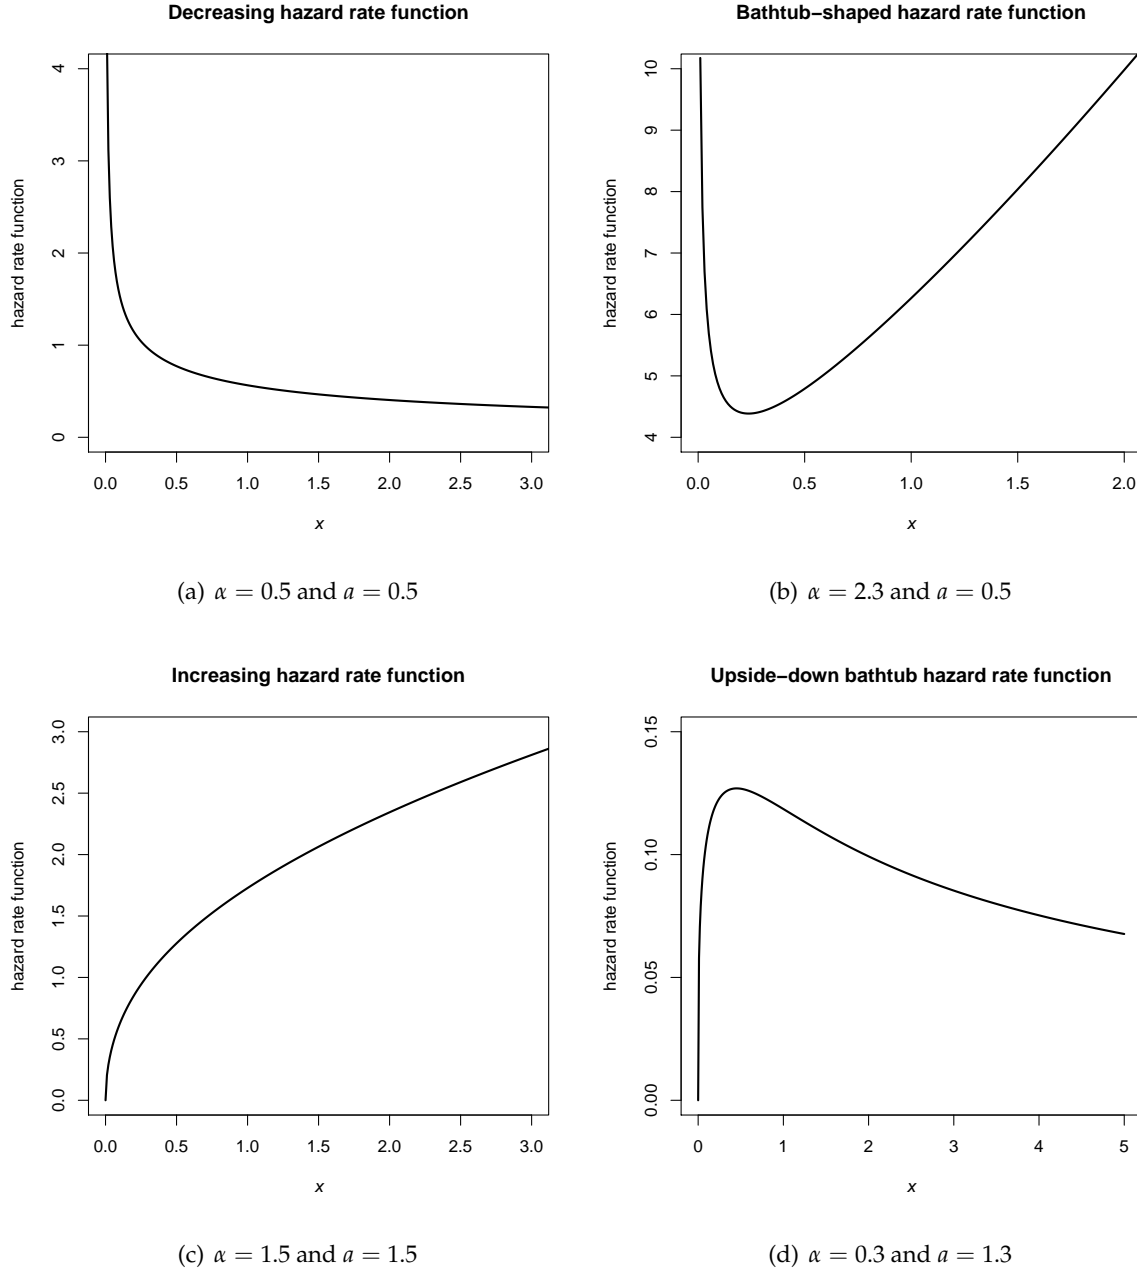 Decreasing hazard rate function
hazard rate function
0
1
2
3
4
0.0 0.5 1.0 1.5 2.0 2.5 3.0
x
(a) α = 0.5 and a = 0.5
Bathtub−shaped hazard rate function
hazard rate function
4
5
6
7
8
9
10
0.0 0.5 1.0 1.5 2.0
x
(b) α = 2.3 and a = 0.5
Increasing hazard rate function
hazard rate function
0.0
0.5
1.0
1.5
2.0
2.5
3.0
0.0 0.5 1.0 1.5 2.0 2.5 3.0
x
(c) α = 1.5 and a = 1.5
Upside−down bathtub hazard rate function
hazard rate function
0.00
0.05
0.10
0.15
0 1 2 3 4 5
x
(d) α = 0.3 and a = 1.3